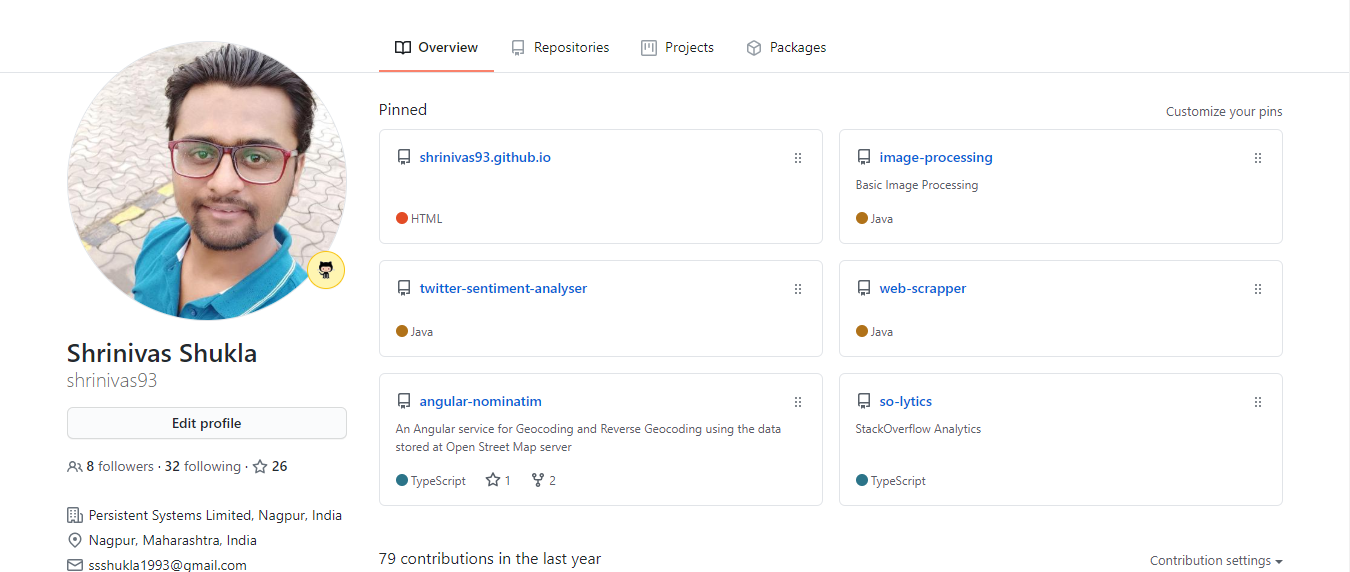 Overview Repositories Projects Packages
Pinned
Customize your pins
shrinivas93.github.io
HTML
image-processing
Basic Image Processing
Java
twitter-sentiment-analyser
Java
web-scrapper
Java
angular-nominatim
An Angular service for Geocoding and Reverse Geocoding using the data
stored at Open Street Map server
TypeScript 1 2
so-lytics
StackOverflow Analytics
TypeScript
Shrinivas Shukla
shrinivas93
Edit profile
8 followers · 32 following · 26
Persistent Systems Limited, Nagpur, India
Nagpur, Maharashtra, India
ssshukla1993@gmail.com
79 contributions in the last year
Contribution settings